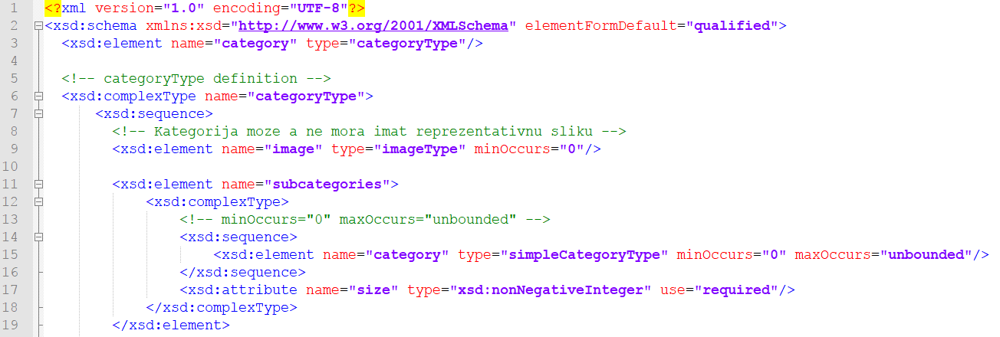 1 <?xml version="1.0" encoding="UTF-8"?>
2 <xsd:schema xmlns:xsd="http://www.w3.org/2001/XMLSchema" elementFormDefault="qualified">
3 <xsd:element name="category" type="categoryType"/>
4
5 <!-- categoryType definition -->
6 <xsd:complexType name="categoryType">
7 <xsd:sequence>
8 <!-- Kategorija moze a ne mora imat reprezentativnu sliku -->
9 <xsd:element name="image" type="imageType" minOccurs="0"/>
10
11 <xsd:element name="subcategories">
12 <xsd:complexType>
13 <!-- minOccurs="0" maxOccurs="unbounded" -->
14 <xsd:sequence>
15 <xsd:element name="category" type="simpleCategoryType" minOccurs="0" maxOccurs="unbounded"/>
16 </xsd:sequence>
17 <xsd:attribute name="size" type="xsd:nonNegativeInteger" use="required"/>
18 </xsd:complexType>
19 </xsd:element>